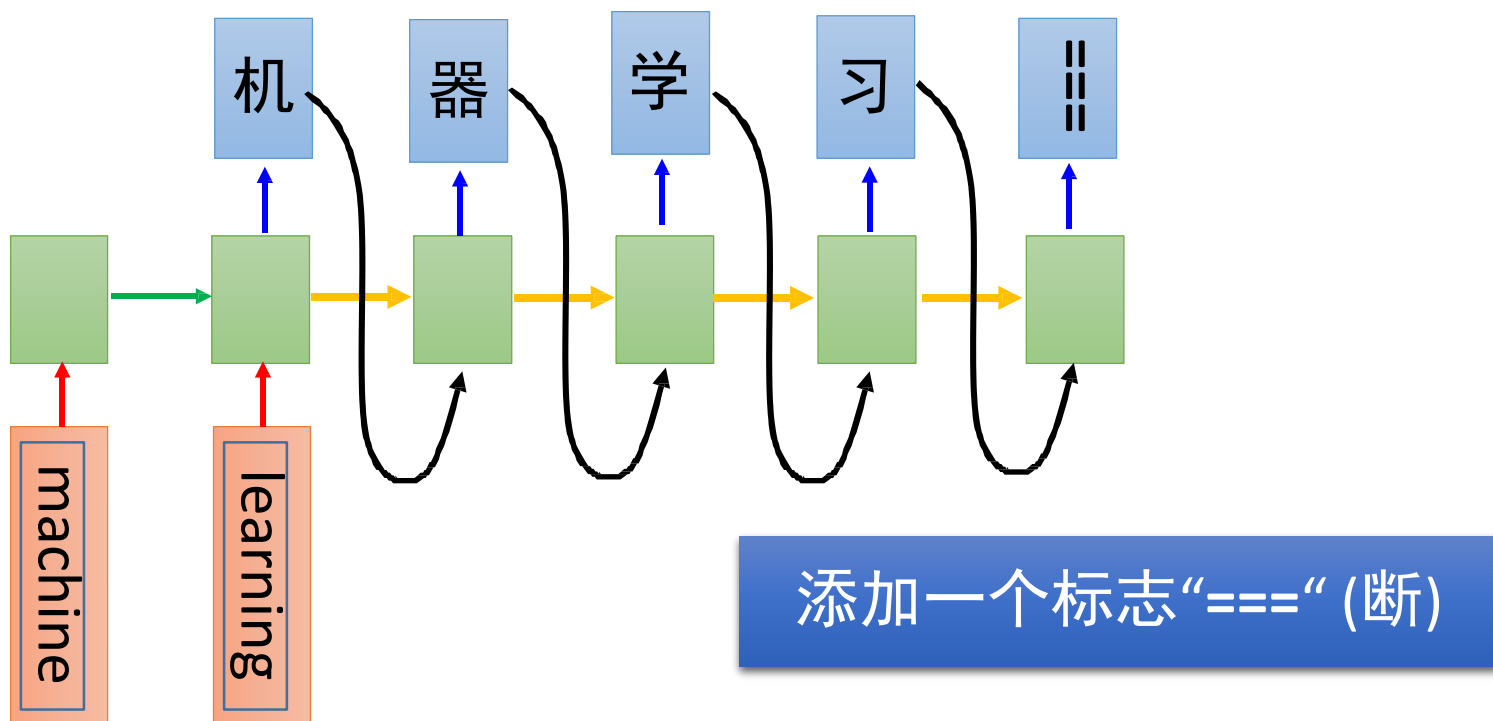 机
器
学
习
===
machine
learning
添加一个标志“===“ (断)